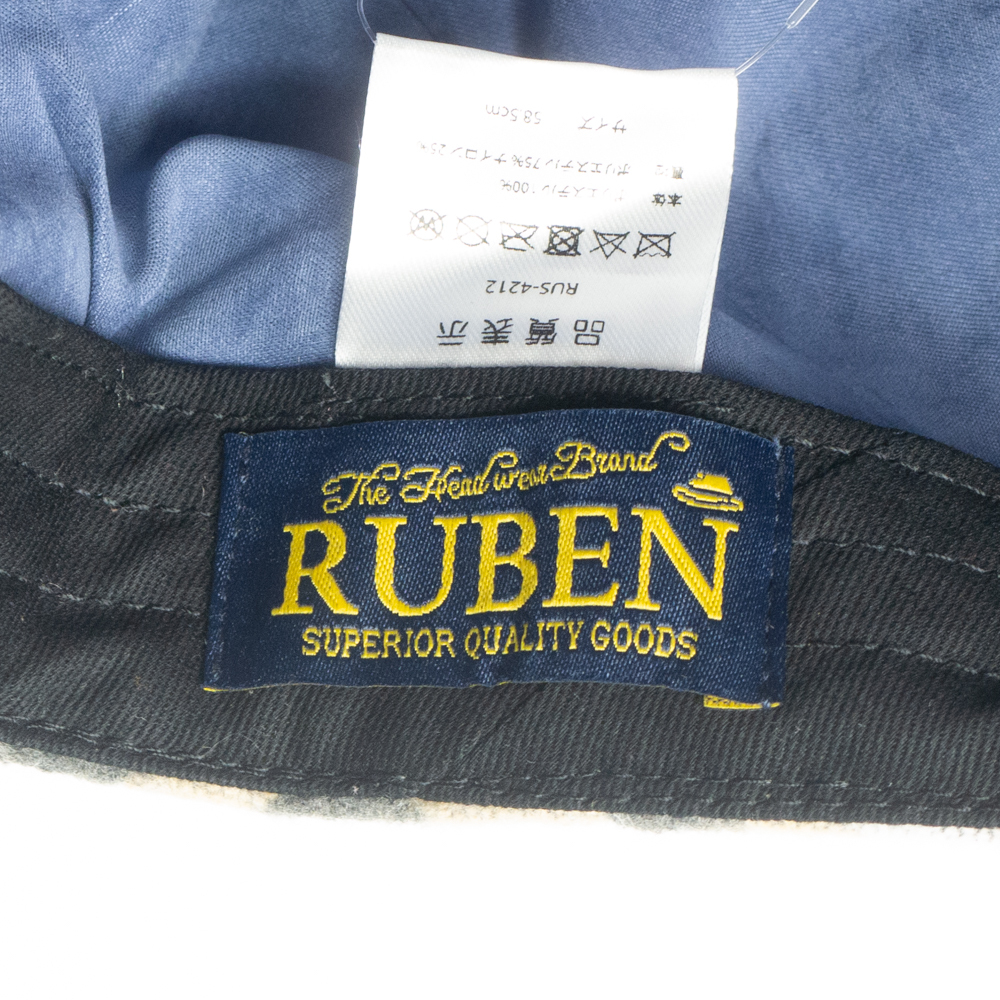 品質表示
RUS-4212
本体 ポリエステル100%
ポリエステル75% ナイロン25%
サイズ 58.5cm
The Head wear Brand
RUBEN
SUPERIOR QUALITY GOODS